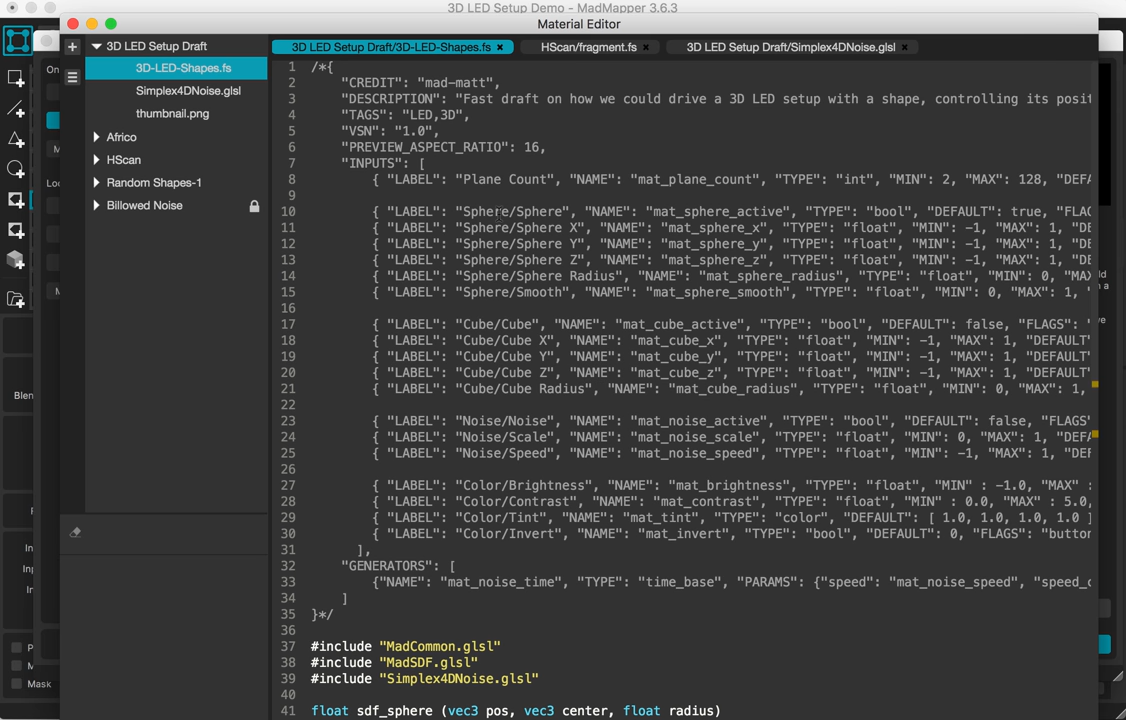 3D LED Setup Demo - MadMapper 3.6.3
Material Editor
3D LED Setup Draft
3D-LED-Shapes.fs
Simplex4DNoise.glsl
thumbnail.png
Africo
HScan
Random Shapes-1
Billowed Noise
3D LED Setup Draft/3D-LED-Shapes.fs ×
HScan/fragment.fs ×
3D LED Setup Draft/Simplex4DNoise.glsl ×
1 /*{
2 "CREDIT": "mad-matt",
3 "DESCRIPTION": "Fast draft on how we could drive a 3D LED setup with a shape, controlling its posit
4 "TAGS": "LED,3D",
5 "VSN": "1.0",
6 "PREVIEW_ASPECT_RATIO": 16,
7 "INPUTS": [
8 { "LABEL": "Plane Count", "NAME": "mat_plane_count", "TYPE": "int", "MIN": 2, "MAX": 128, "DEFA
9
10 { "LABEL": "Sphere/Sphere", "NAME": "mat_sphere_active", "TYPE": "bool", "DEFAULT": true, "FLAG
11 { "LABEL": "Sphere/Sphere X", "NAME": "mat_sphere_x", "TYPE": "float", "MIN": -1, "MAX": 1, "DE
12 { "LABEL": "Sphere/Sphere Y", "NAME": "mat_sphere_y", "TYPE": "float", "MIN": -1, "MAX": 1, "DE
13 { "LABEL": "Sphere/Sphere Z", "NAME": "mat_sphere_z", "TYPE": "float", "MIN": -1, "MAX": 1, "DE
14 { "LABEL": "Sphere/Sphere Radius", "NAME": "mat_sphere_radius", "TYPE": "float", "MIN": 0, "MAX
15 { "LABEL": "Sphere/Smooth", "NAME": "mat_sphere_smooth", "TYPE": "float", "MIN": 0, "MAX": 1, "
16
17 { "LABEL": "Cube/Cube", "NAME": "mat_cube_active", "TYPE": "bool", "DEFAULT": false, "FLAGS": "
18 { "LABEL": "Cube/Cube X", "NAME": "mat_cube_x", "TYPE": "float", "MIN": -1, "MAX": 1, "DEFAULT"
19 { "LABEL": "Cube/Cube Y", "NAME": "mat_cube_y", "TYPE": "float", "MIN": -1, "MAX": 1, "DEFAULT"
20 { "LABEL": "Cube/Cube Z", "NAME": "mat_cube_z", "TYPE": "float", "MIN": -1, "MAX": 1, "DEFAULT"
21 { "LABEL": "Cube/Cube Radius", "NAME": "mat_cube_radius", "TYPE": "float", "MIN": 0, "MAX": 1,
22
23 { "LABEL": "Noise/Noise", "NAME": "mat_noise_active", "TYPE": "bool", "DEFAULT": false, "FLAGS"
24 { "LABEL": "Noise/Scale", "NAME": "mat_noise_scale", "TYPE": "float", "MIN": 0, "MAX": 1, "DEFA
25 { "LABEL": "Noise/Speed", "NAME": "mat_noise_speed", "TYPE": "float", "MIN": -1, "MAX": 1, "DEF
26
27 { "LABEL": "Color/Brightness", "NAME": "mat_brightness", "TYPE": "float", "MIN" : -1.0, "MAX" :
28 { "LABEL": "Color/Contrast", "NAME": "mat_contrast", "TYPE": "float", "MIN" : 0.0, "MAX" : 5.0,
29 { "LABEL": "Color/Tint", "NAME": "mat_tint", "TYPE": "color", "DEFAULT": [ 1.0, 1.0, 1.0, 1.0 ]
30 { "LABEL": "Color/Invert", "NAME": "mat_invert", "TYPE": "bool", "DEFAULT": 0, "FLAGS": "button
31 ],
32 "GENERATORS": [
33 {"NAME": "mat_noise_time", "TYPE": "time_base", "PARAMS": {"speed": "mat_noise_speed", "speed_c
34 ]
35 }*/
36
37 #include "MadCommon.glsl"
38 #include "MadSDF.glsl"
39 #include "Simplex4DNoise.glsl"
40
41 float sdf_sphere (vec3 pos, vec3 center, float radius)
On
Loc
Blen
In
Inp
In
P
M
Mask